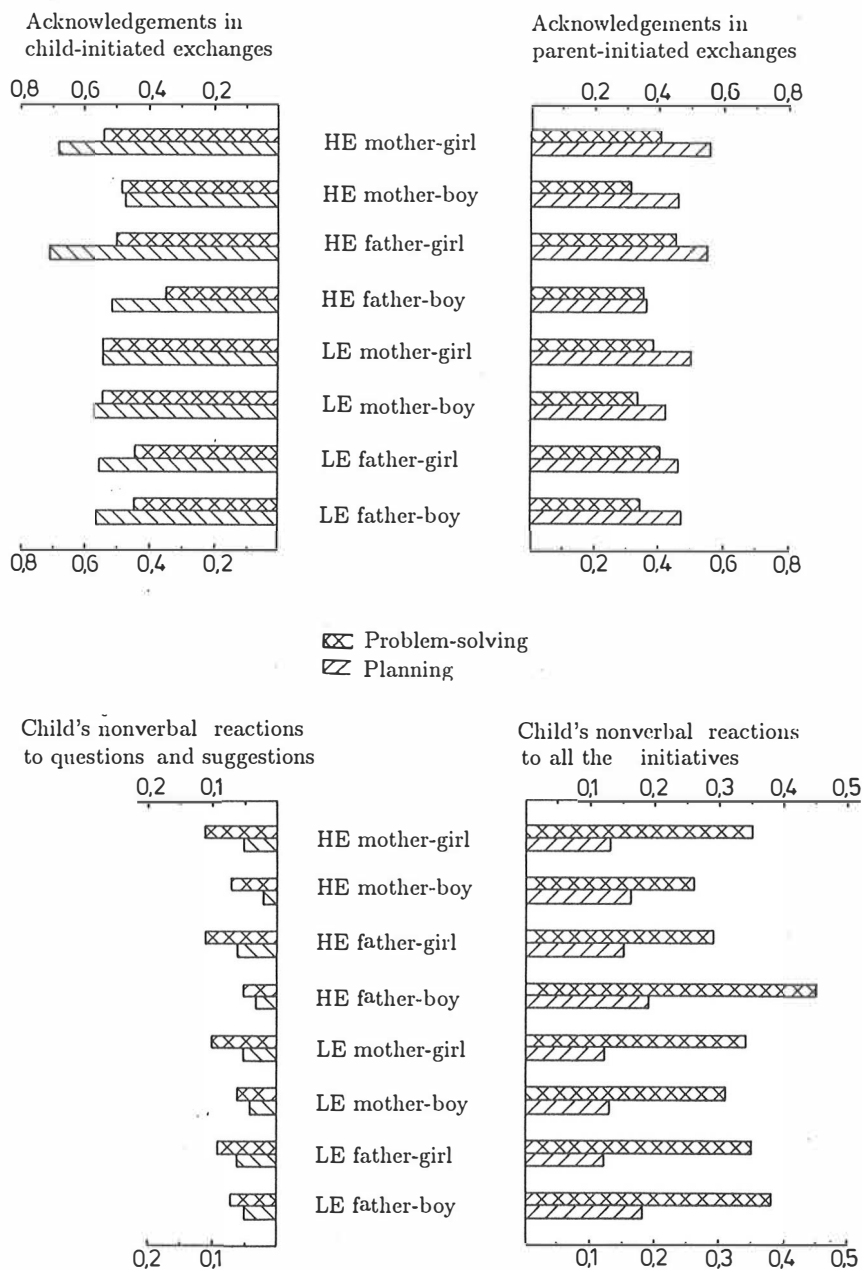 Acknowledgements in
child-initiated exchanges
0,8 0,6 0,4 0,2
Acknowledgements in
parent-initiated exchanges
0,2 0,4 0,6 0,8
HE mother-girl
HE mother-boy
HE father-girl
HE father-boy
LE mother-girl
LE mother-boy
LE father-girl
LE father-boy
0,8 0,6 0,4 0,2
0,2 0,4 0,6 0,8
Problem-solving
Planning
Child's nonverbal reactions
to questions and suggestions
0,2 0,1
Child's nonverbal reactions
to all the initiatives
0,1 0,2 0,3 0,4 0,5
HE mother-girl
HE mother-boy
HE father-girl
HE father-boy
LE mother-girl
LE mother-boy
LE father-girl
LE father-boy
0,2 0,1
0,1 0,2 0,3 0,4 0,5